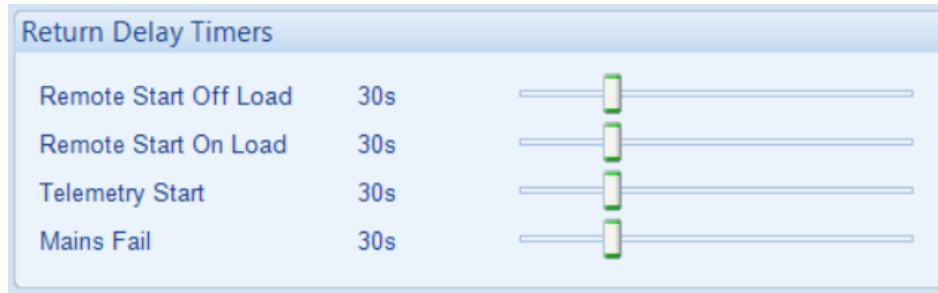 Return Delay Timers
Remote Start Off Load 30s
Remote Start On Load 30s
Telemetry Start 30s
Mains Fail 30s